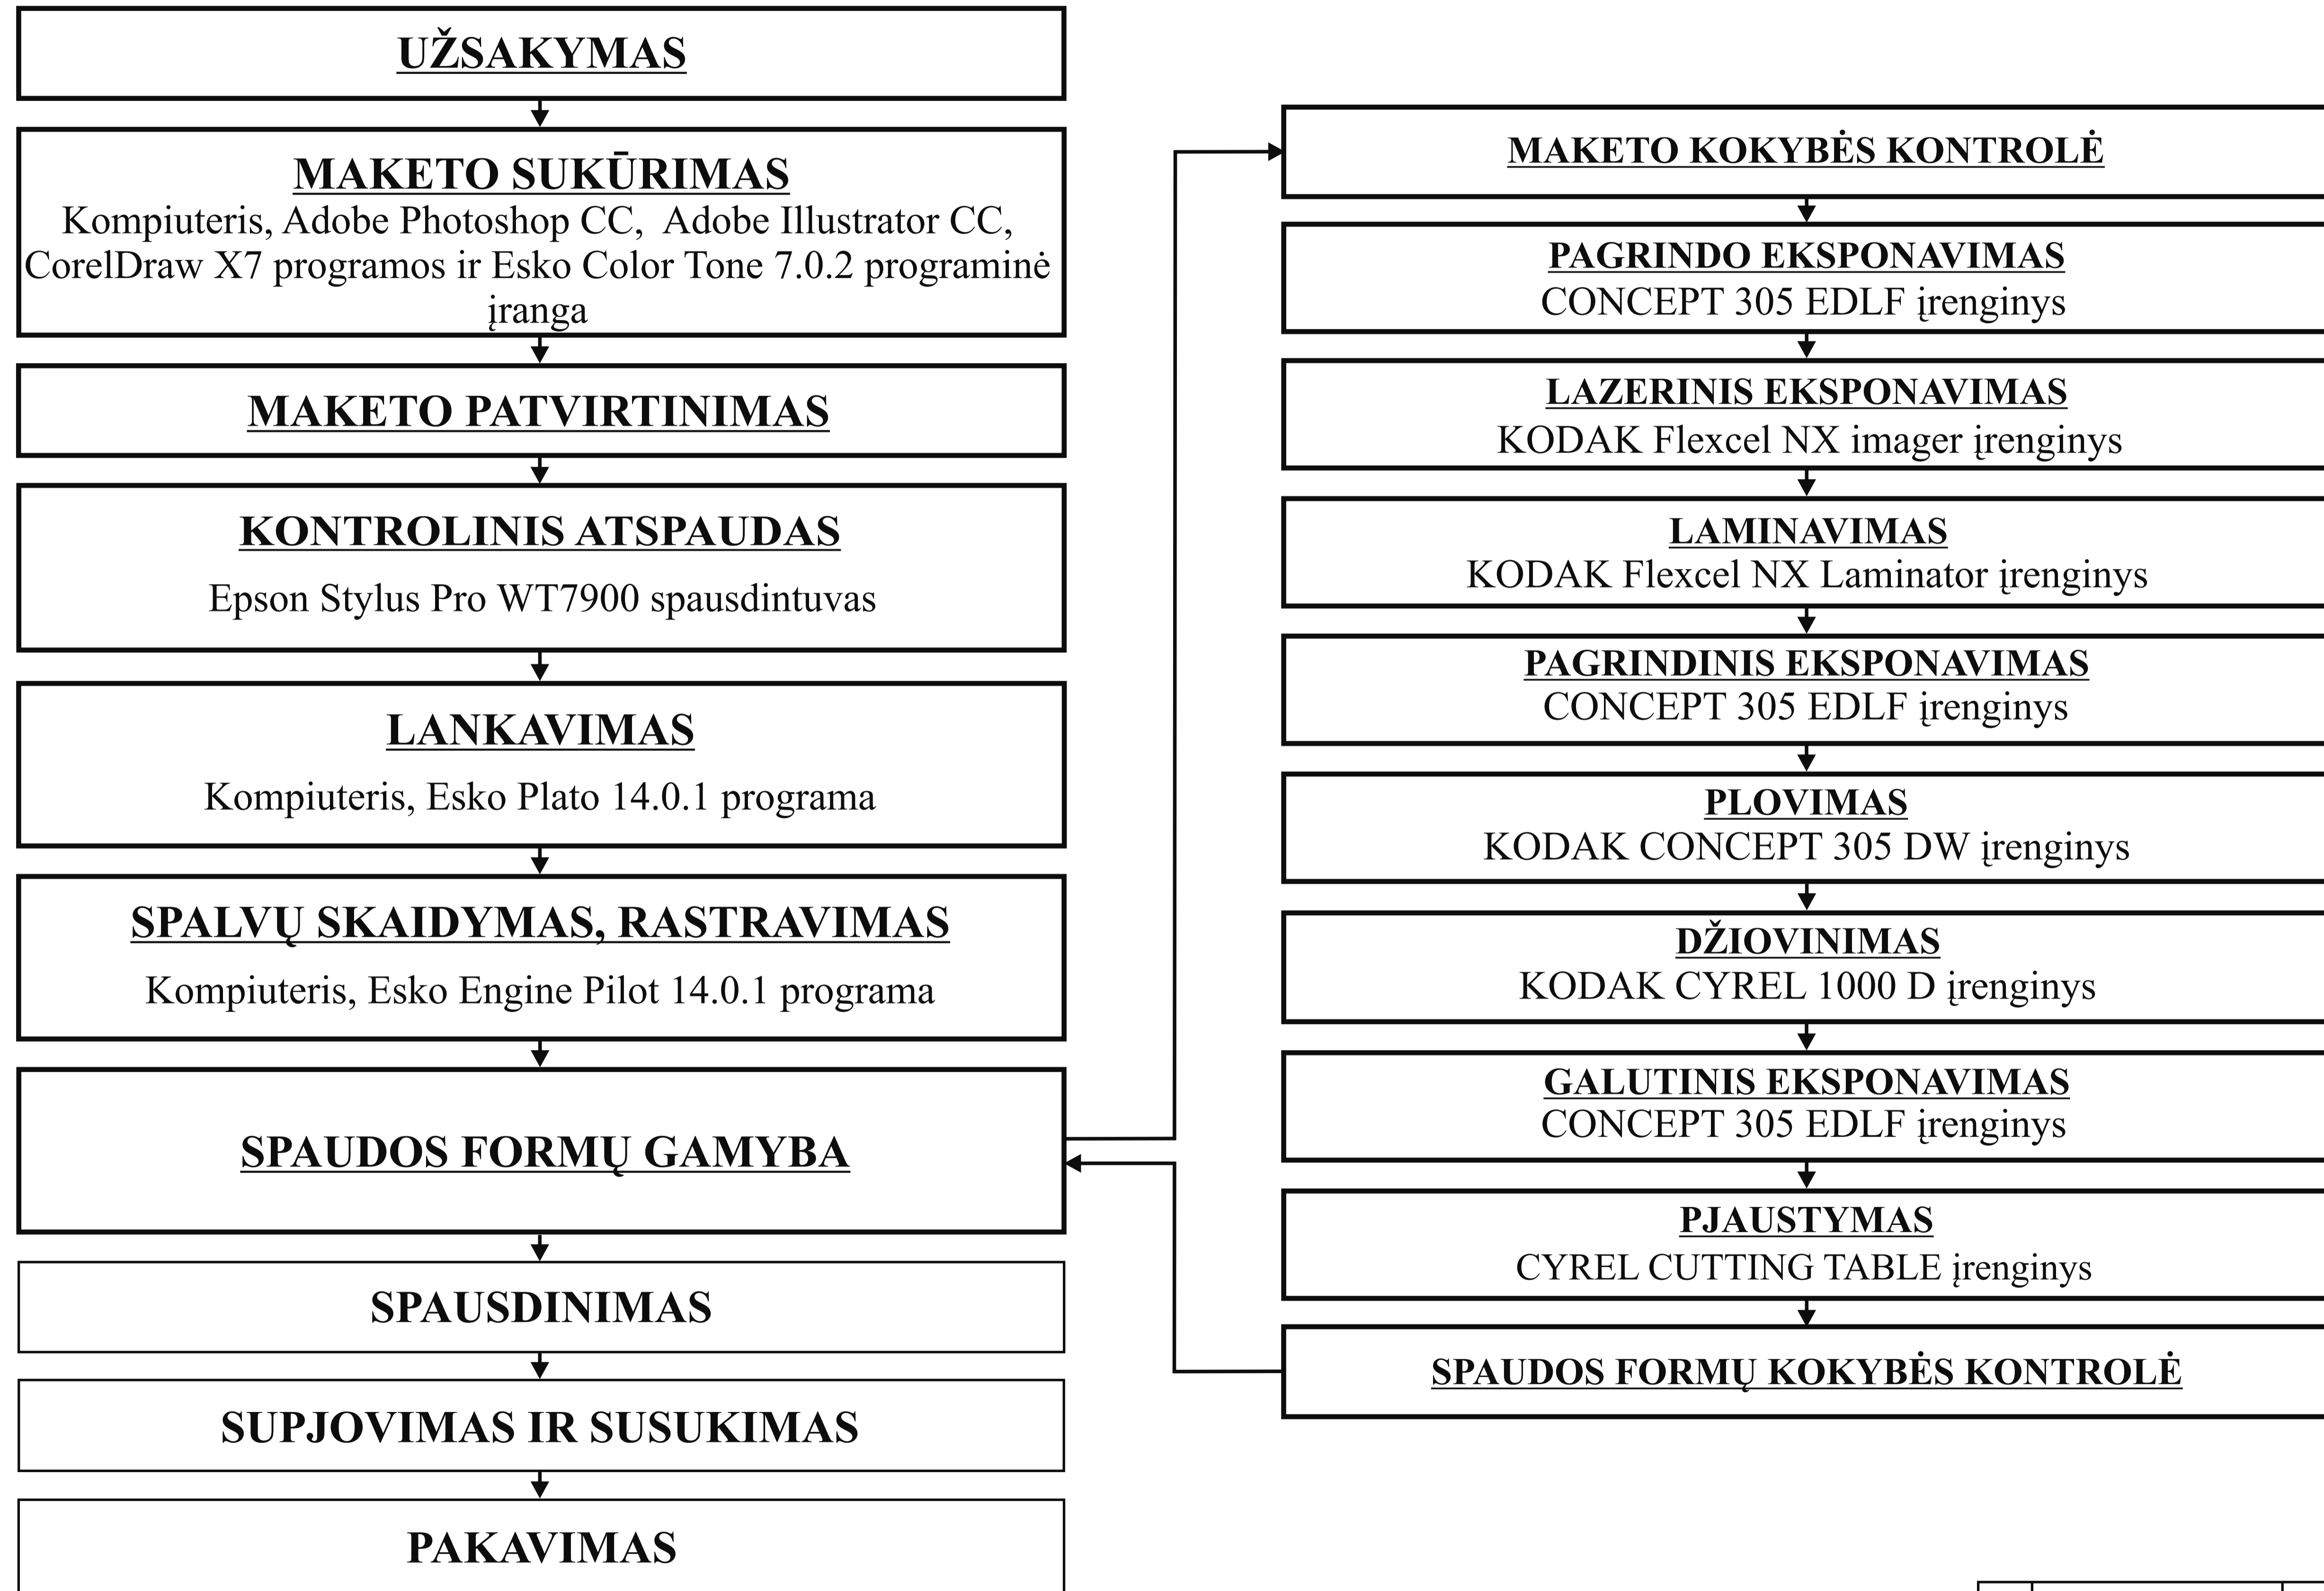 UŽSAKYMAS
MAKETO SUKŪRIMAS
Kompiuteris, Adobe Photoshop CC, Adobe Illustrator CC,
CorelDraw X7 programos ir Esko Color Tone 7.0.2 programinė
įranga
MAKETO PATVIRTINIMAS
KONTROLINIS ATSPAUDAS
Epson Stylus Pro WT7900 spausdintuvas
LANKAVIMAS
Kompiuteris, Esko Plato 14.0.1 programa
SPALVŲ SKAIDYMAS, RASTRAVIMAS
Kompiuteris, Esko Engine Pilot 14.0.1 programa
SPAUDOS FORMŲ GAMYBA
SPAUSDINIMAS
SUPJOVIMAS IR SUSUKIMAS
PAKAVIMAS
MAKETO KOKYBĖS KONTROLĖ
PAGRINDO EKSPONAVIMAS
CONCEPT 305 EDLF įrenginys
LAZERINIS EKSPONAVIMAS
KODAK Flexcel NX imager įrenginys
LAMINAVIMAS
KODAK Flexcel NX Laminator įrenginys
PAGRINDINIS EKSPONAVIMAS
CONCEPT 305 EDLF įrenginys
PLOVIMAS
KODAK CONCEPT 305 DW įrenginys
DŽIOVINIMAS
KODAK CYREL 1000 D įrenginys
GALUTINIS EKSPONAVIMAS
CONCEPT 305 EDLF įrenginys
PJAUSTYMAS
CYREL CUTTING TABLE įrenginys
SPAUDOS FORMŲ KOKYBĖS KONTROLĖ